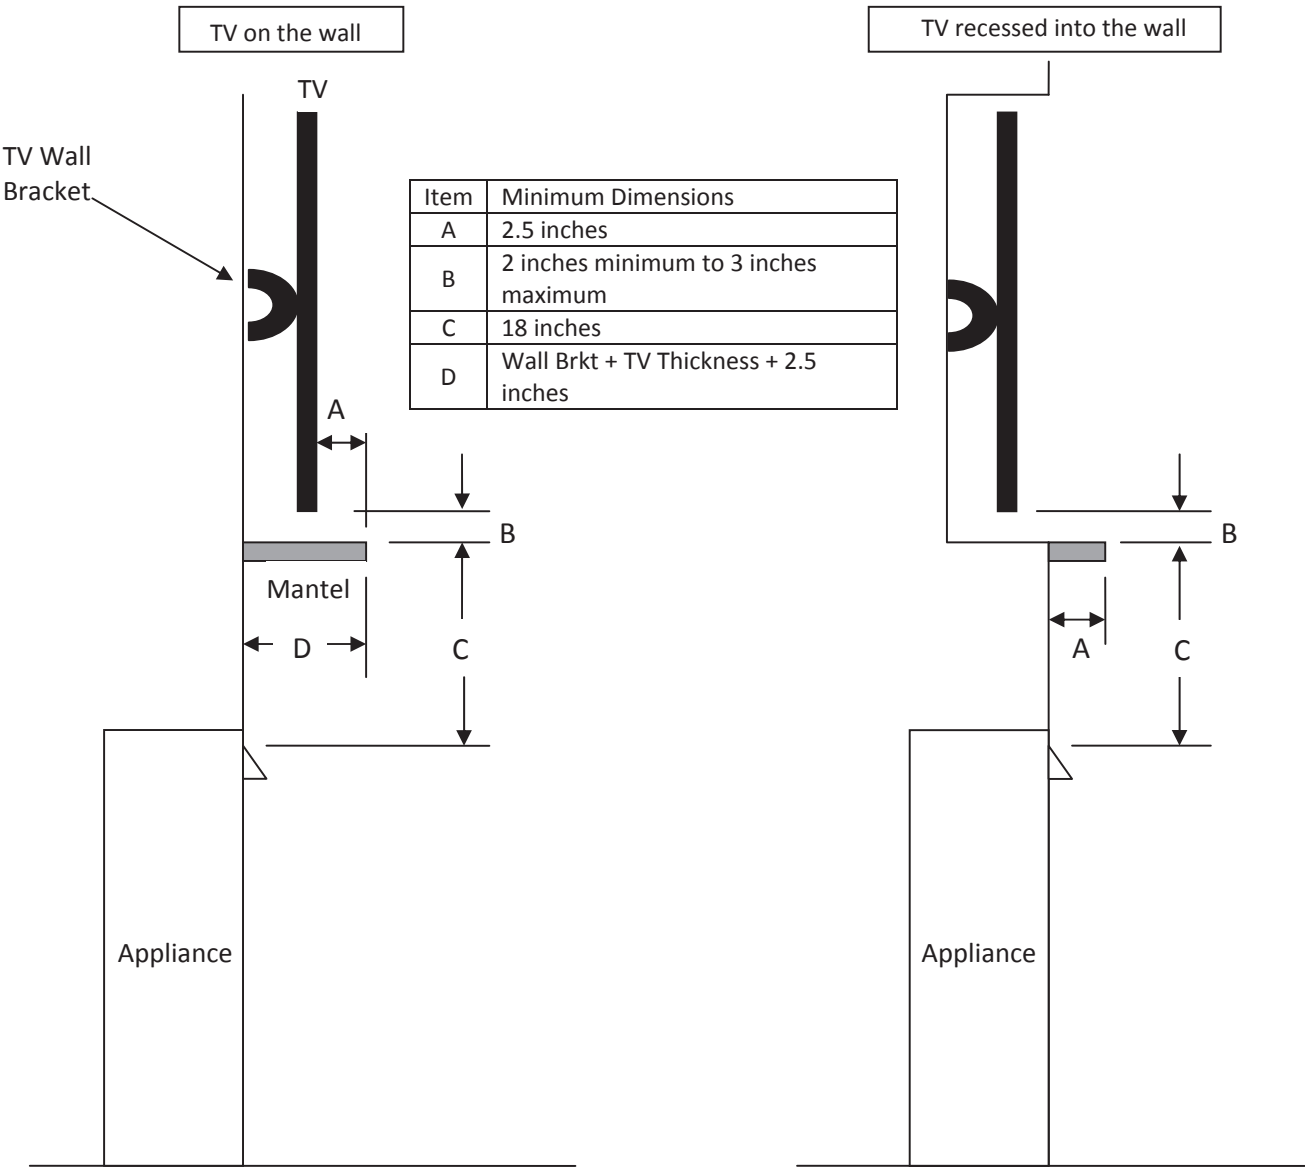 TV on the wall
TV recessed into the wall
TV
TV Wall
Bracket
Item Minimum Dimensions
A 2.5 inches
B 2 inches minimum to 3 inches
maximum
C 18 inches
D Wall Brkt + TV Thickness + 2.5
inches
A
B
Mantel
D
C
Appliance
B
A
C
Appliance